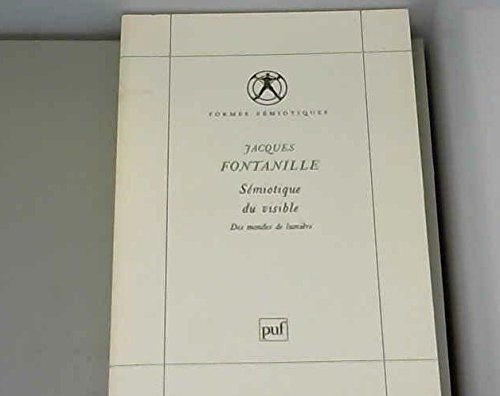 FORMES SÉMIOTIQUES
JACQUES
FONTANILLE
Sémiotique
du visible
Des mondes de lumière
puf